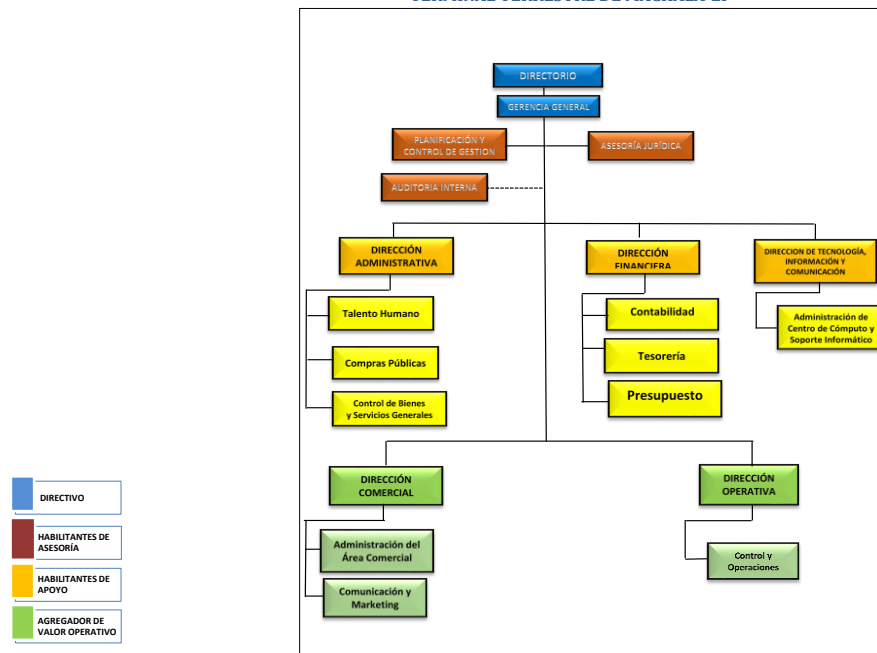 DIRECTORIO
GERENCIA GENERAL
PLANIFICACIÓN Y
CONTROL DE GESTION
ASESORÍA JURÍDICA
AUDITORIA INTERNA
DIRECCIÓN
ADMINISTRATIVA
DIRECCIÓN
FINANCIERA
DIRECCION DE TECNOLOGÍA,
INFORMACIÓN Y
COMUNICACIÓN
Talento Humano
Compras Públicas
Control de Bienes
y Servicios Generales
Contabilidad
Tesorería
Presupuesto
Administración de
Centro de Cómputo y
Soporte Informático
DIRECCIÓN
COMERCIAL
DIRECCIÓN
OPERATIVA
Administración del
Área Comercial
Comunicación y
Marketing
Control y
Operaciones
DIRECTIVO
HABILITANTES DE
ASESORÍA
HABILITANTES DE
APOYO
AGREGADOR DE
VALOR OPERATIVO